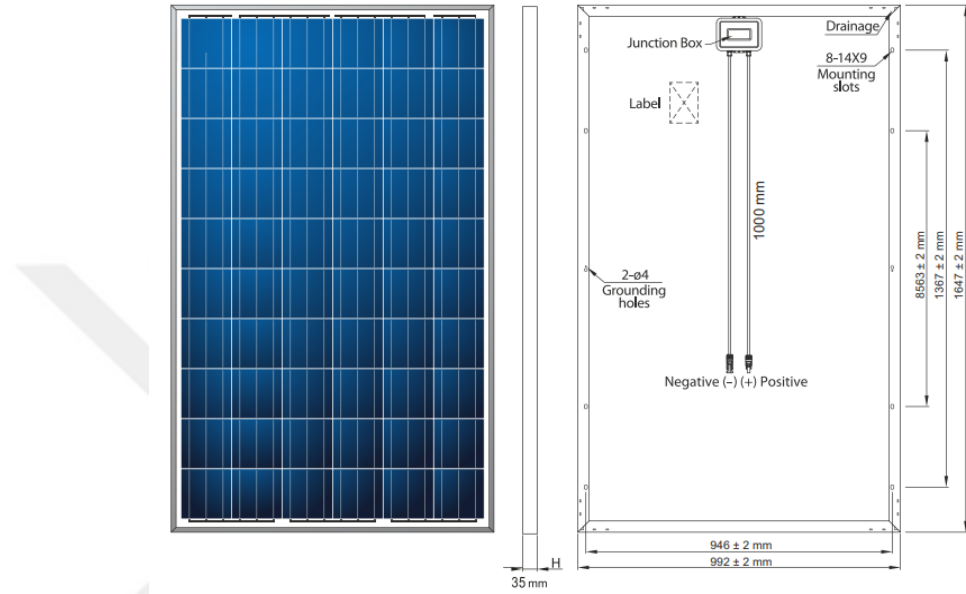 Drainage
Junction Box
8-14X9
Mounting
slots
Label
1000 mm
2-ø4
Grounding
holes
8563 ± 2 mm
1367 ± 2 mm
1647 ± 2 mm
Negative (–) (+) Positive
946 ± 2 mm
992 ± 2 mm
H
35 mm